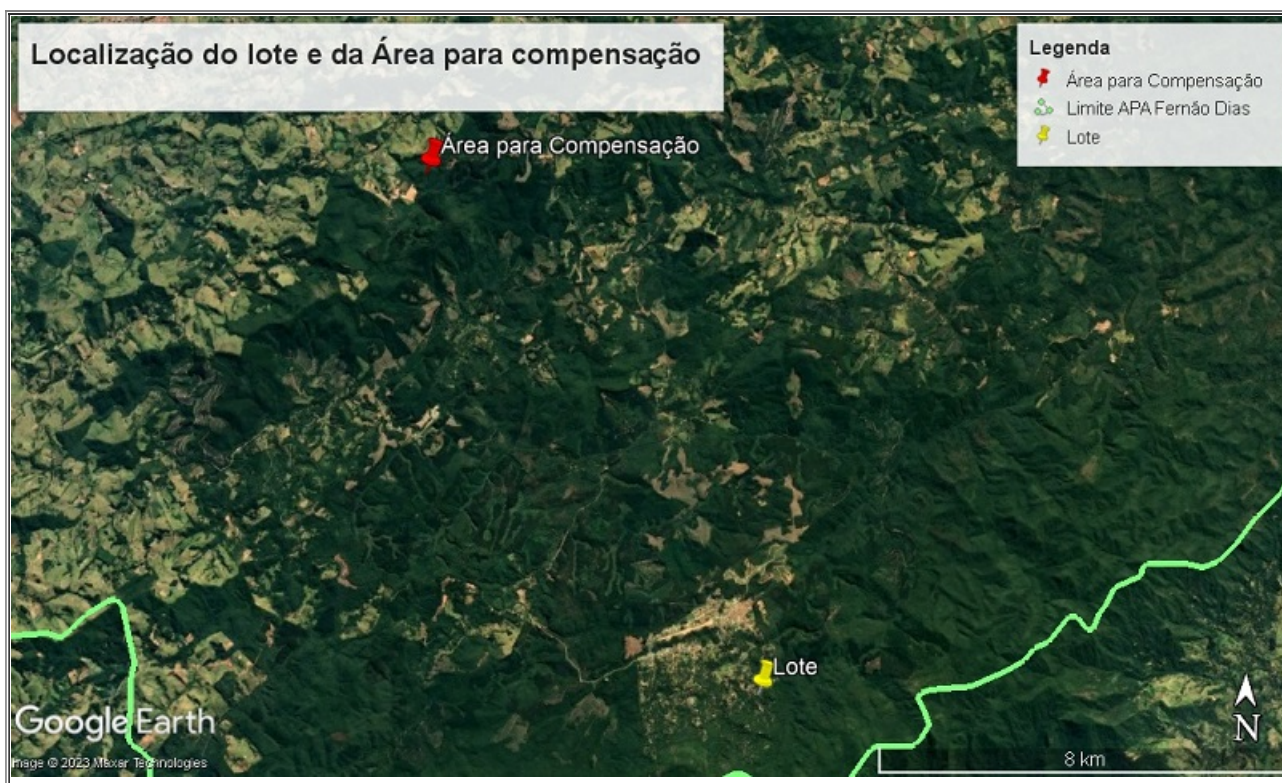 Localização do lote e da Área para compensação
Legenda
Área para Compensação
Limite APA Fernão Dias
Lote
Área para Compensação
Lote
Google Earth
Image © 2023 Maxar Technologies
N
8 km